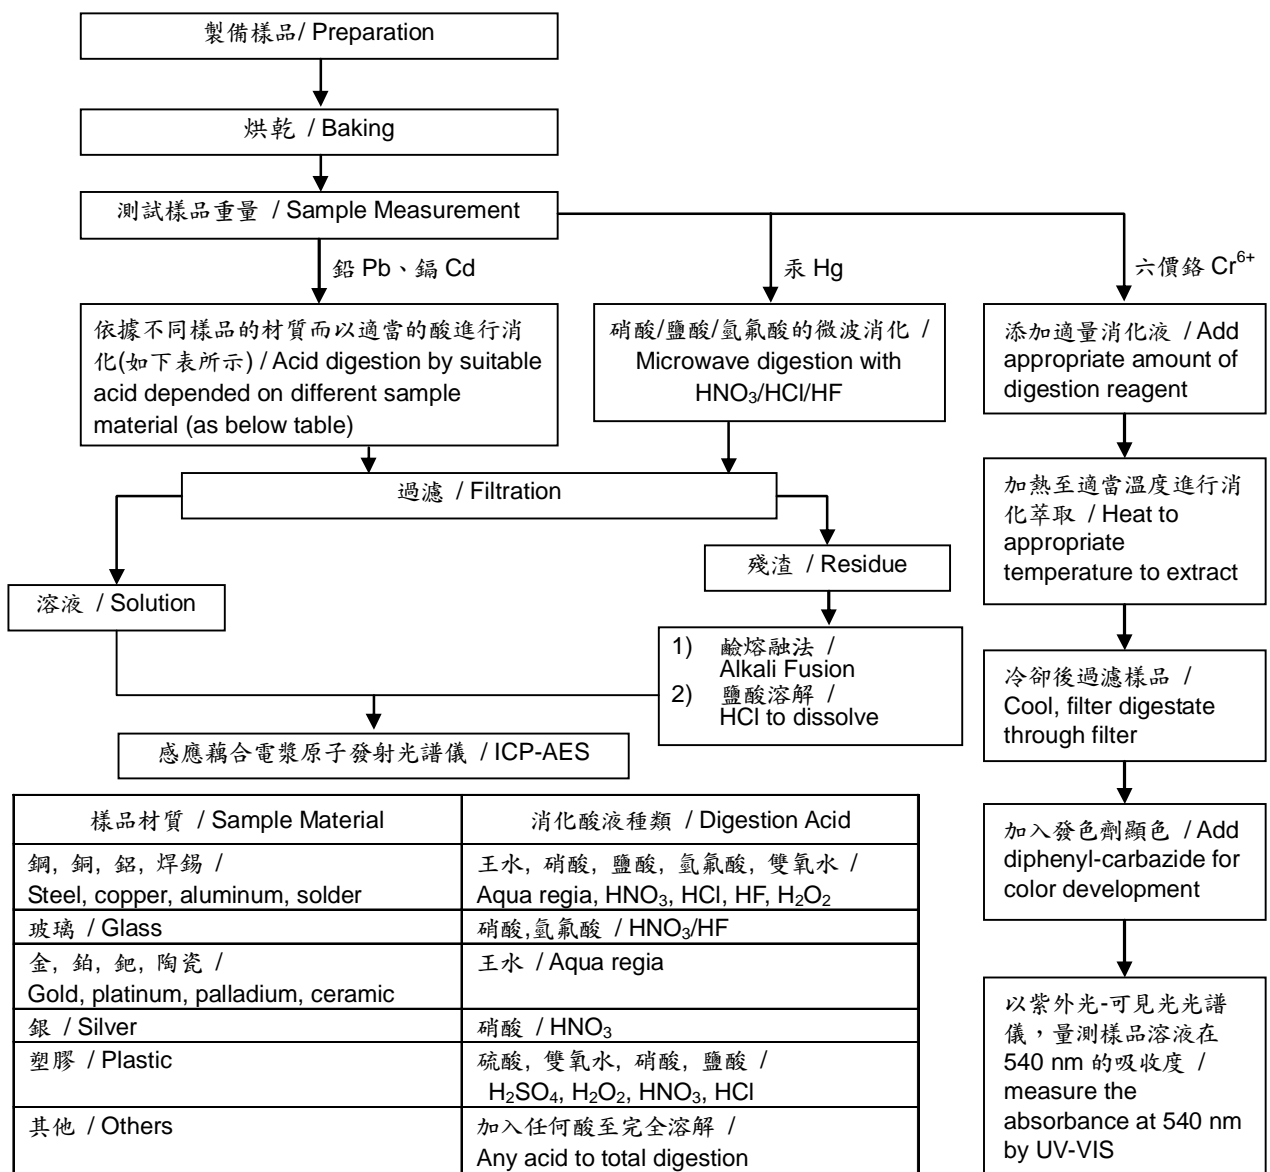 製備樣品/ Preparation
烘乾 / Baking
測試樣品重量 / Sample Measurement
鉛 Pb、鎘 Cd
汞 Hg
六價鉻 Cr⁶⁺
依據不同樣品的材質而以適當的酸進行消
化(如下表所示) / Acid digestion by suitable
acid depended on different sample
material (as below table)
硝酸/鹽酸/氫氟酸的微波消化 /
Microwave digestion with
HNO₃/HCl/HF
添加適量消化液 / Add
appropriate amount of
digestion reagent
過濾 / Filtration
加熱至適當溫度進行消
化萃取 / Heat to
appropriate
temperature to extract
溶液 / Solution
殘渣 / Residue
1) 鹼熔融法 /
Alkali Fusion
2) 鹽酸溶解 /
HCl to dissolve
冷卻後過濾樣品 /
Cool, filter digestate
through filter
感應藕合電漿原子發射光譜儀 / ICP-AES
加入發色劑顯色 / Add
diphenyl-carbazide for
color development
以紫外光-可見光光譜
儀，量測樣品溶液在
540 nm 的吸收度 /
measure the
absorbance at 540 nm
by UV-VIS
樣品材質 / Sample Material
消化酸液種類 / Digestion Acid
鋼, 銅, 鋁, 焊錫 /
Steel, copper, aluminum, solder
王水, 硝酸, 鹽酸, 氫氟酸, 雙氧水 /
Aqua regia, HNO₃, HCl, HF, H₂O₂
玻璃 / Glass
硝酸,氫氟酸 / HNO₃/HF
金, 鉑, 鈀, 陶瓷 /
Gold, platinum, palladium, ceramic
王水 / Aqua regia
銀 / Silver
硝酸 / HNO₃
塑膠 / Plastic
硫酸, 雙氧水, 硝酸, 鹽酸 /
H₂SO₄, H₂O₂, HNO₃, HCl
其他 / Others
加入任何酸至完全溶解 /
Any acid to total digestion